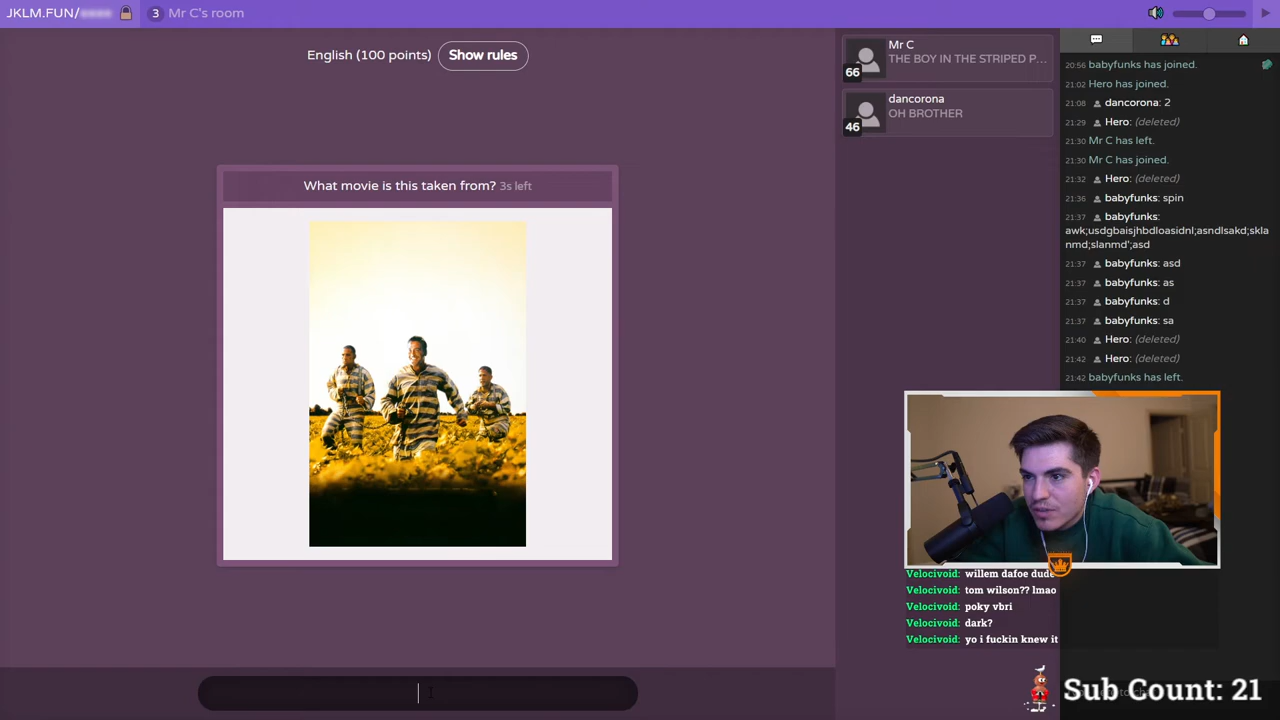 JKLM.FUN/
3 Mr C's room
English (100 points) Show rules
What movie is this taken from? 3s left
Mr C
THE BOY IN THE STRIPED P...
66
dancorona
OH BROTHER
46
20:56 babyfunks has joined.
21:02 Hero has joined.
21:08 dancorona: 2
21:29 Hero: (deleted)
21:30 Mr C has left.
21:30 Mr C has joined.
21:32 Hero: (deleted)
21:36 babyfunks: spin
21:37 babyfunks:
awk;usdgbaisjhbdloasidnl;asndlsakd;skla
nmd;slanmd';asd
21:37 babyfunks: asd
21:37 babyfunks: as
21:37 babyfunks: d
21:37 babyfunks: sa
21:40 Hero: (deleted)
21:42 Hero: (deleted)
21:42 babyfunks has left.
Velocivoid: willem dafoe dude
Velocivoid: tom wilson?? lmao
Velocivoid: poky vbri
Velocivoid: dark?
Velocivoid: yo i fuckin knew it
Sub Count: 21